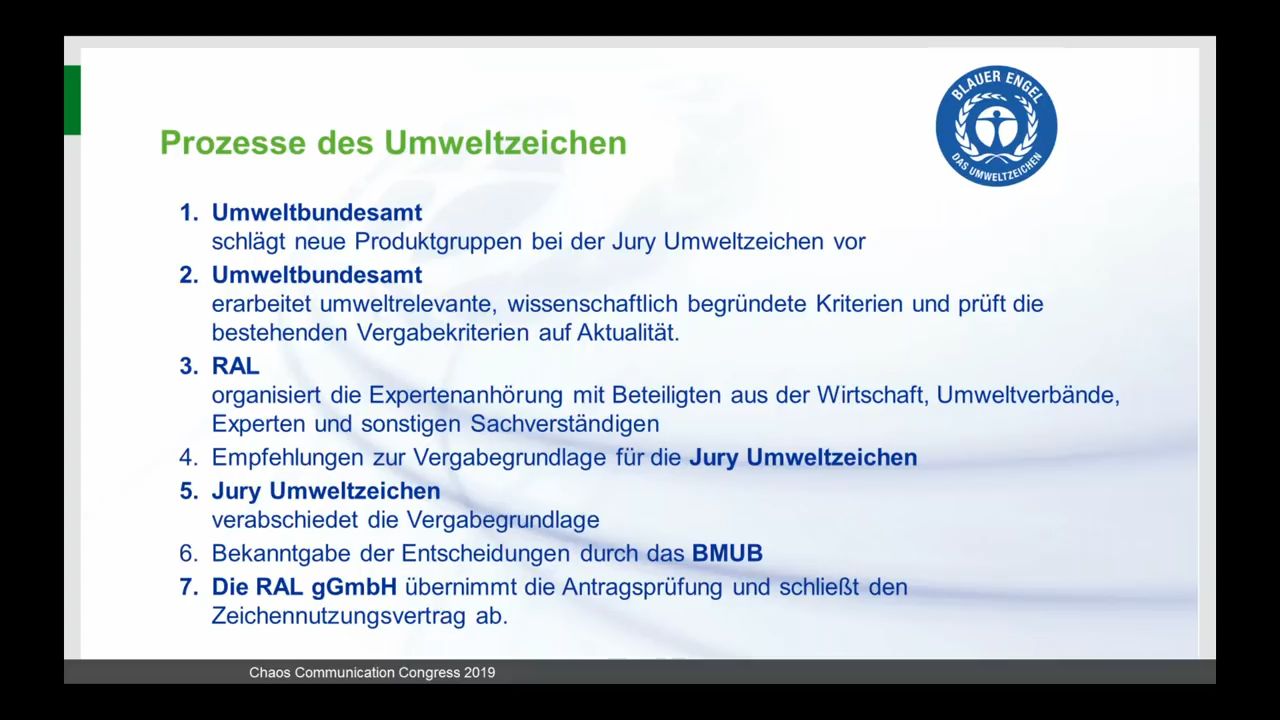 BLAUER ENGEL
DAS UMWELTZEICHEN
Prozesse des Umweltzeichen
1. Umweltbundesamt
schlägt neue Produktgruppen bei der Jury Umweltzeichen vor
2. Umweltbundesamt
erarbeitet umweltrelevante, wissenschaftlich begründete Kriterien und prüft die
bestehenden Vergabekriterien auf Aktualität.
3. RAL
organisiert die Expertenanhörung mit Beteiligten aus der Wirtschaft, Umweltverbände,
Experten und sonstigen Sachverständigen
4. Empfehlungen zur Vergabegrundlage für die Jury Umweltzeichen
5. Jury Umweltzeichen
verabschiedet die Vergabegrundlage
6. Bekanntgabe der Entscheidungen durch das BMUB
7. Die RAL gGmbH übernimmt die Antragsprüfung und schließt den
Zeichennutzungsvertrag ab.
Chaos Communication Congress 2019